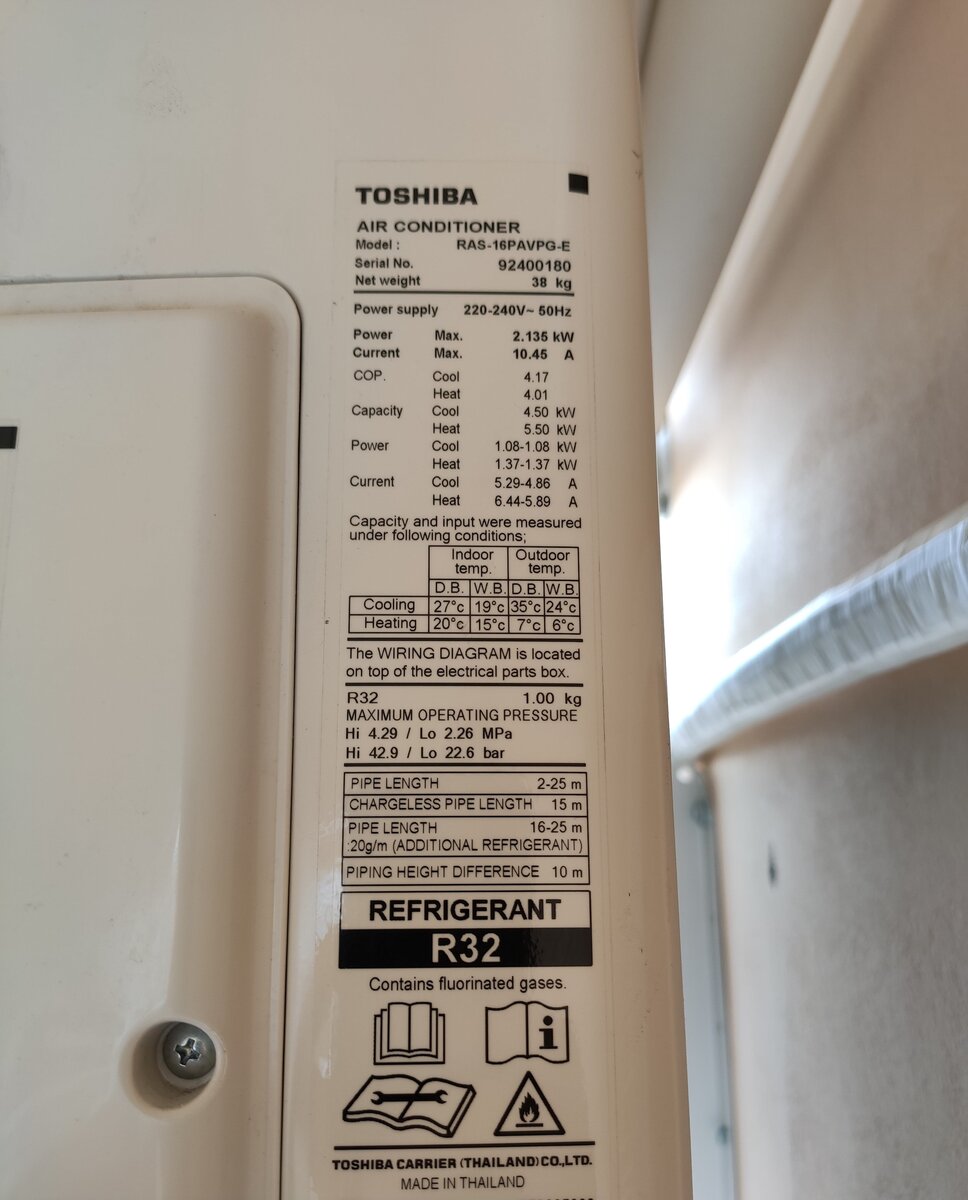 TOSHIBA
AIR CONDITIONER
Model : RAS-16PAVPG-E
Serial No. 92400180
Net weight 38 kg
Power supply 220-240V~ 50Hz
Power Max. 2.135 kW
Current Max. 10.45 A
COP. Cool 4.17
Heat 4.01
Capacity Cool 4.50 kW
Heat 5.50 kW
Power Cool 1.08-1.08 kW
Heat 1.37-1.37 kW
Current Cool 5.29-4.86 A
Heat 6.44-5.89 A
Capacity and input were measured
under following conditions;
Indoor temp. Outdoor temp.
D.B. W.B. D.B. W.B.
Cooling 27°c 19°c 35°c 24°c
Heating 20°c 15°c 7°c 6°c
The WIRING DIAGRAM is located
on top of the electrical parts box.
R32 1.00 kg
MAXIMUM OPERATING PRESSURE
Hi 4.29 / Lo 2.26 MPa
Hi 42.9 / Lo 22.6 bar
PIPE LENGTH 2-25 m
CHARGELESS PIPE LENGTH 15 m
PIPE LENGTH 16-25 m
:20g/m (ADDITIONAL REFRIGERANT)
PIPING HEIGHT DIFFERENCE 10 m
REFRIGERANT
R32
Contains fluorinated gases.
i
TOSHIBA CARRIER (THAILAND) CO.,LTD.
MADE IN THAILAND